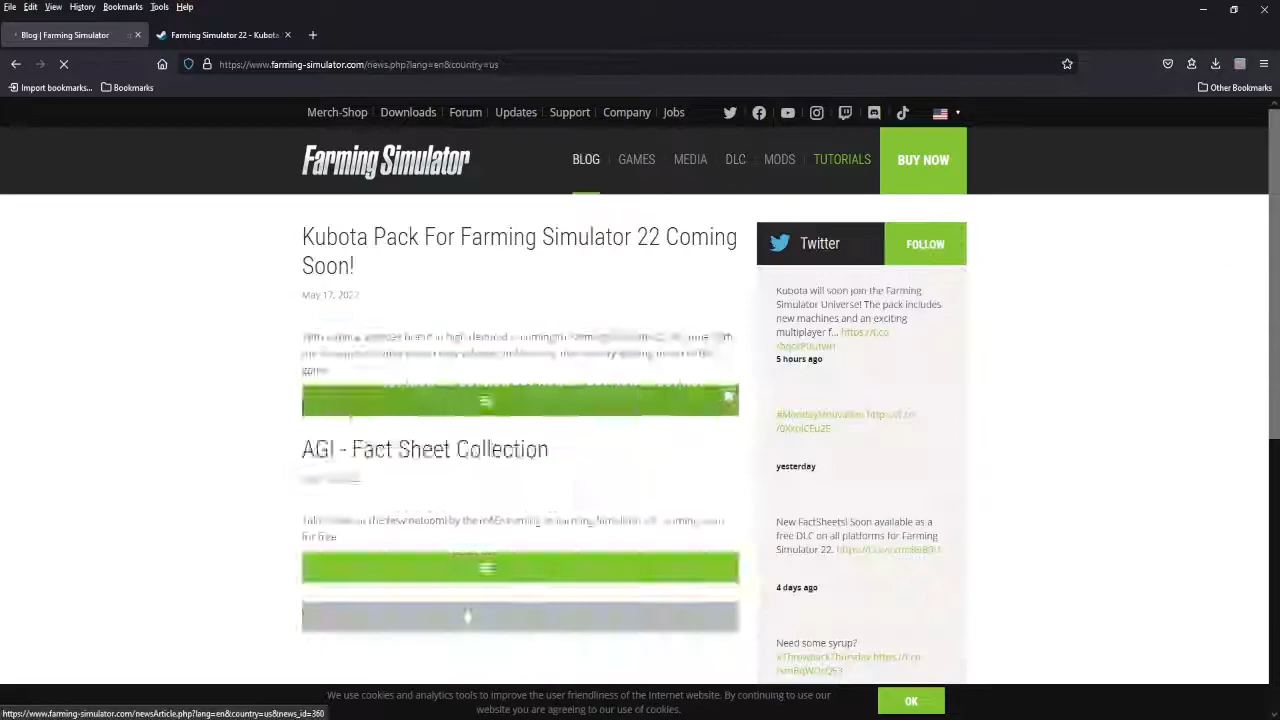 File Edit View History Bookmarks Tools Help
Blog | Farming Simulator
Farming Simulator 22 - Kubota
https://www.farming-simulator.com/news.php?lang=en&country=us
Import bookmarks...
Bookmarks
Other Bookmarks
Merch-Shop Downloads Forum Updates Support Company Jobs
Farming Simulator
BLOG GAMES MEDIA DLC MODS TUTORIALS BUY NOW
Kubota Pack For Farming Simulator 22 Coming
Soon!
May 17, 2022
AGI - Fact Sheet Collection
for free
Twitter
FOLLOW
Kubota will soon join the Farming
Simulator Universe! The pack includes
new machines and an exciting
multiplayer f... https://t.co
5 hours ago
yesterday
New FactSheets! Soon available as a
free DLC on all platforms for Farming
Simulator 22.
4 days ago
Need some syrup?
#ThrowbackThursday https://t.co
We use cookies and analytics tools to improve the user friendliness of the Internet website. By continuing to use our
website you are agreeing to our use of cookies.
OK
https://www.farming-simulator.com/newsArticle.php?lang=en&country=us&news_id=360